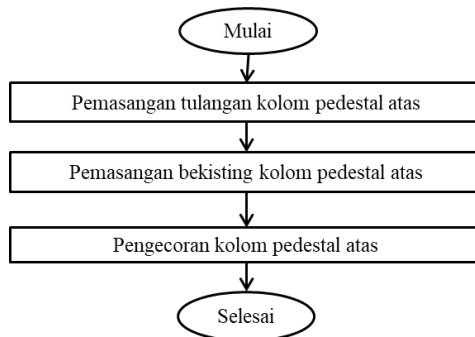 Mulai
Pemasangan tulangan kolom pedestal atas
Pemasangan bekisting kolom pedestal atas
Pengecoran kolom pedestal atas
Selesai